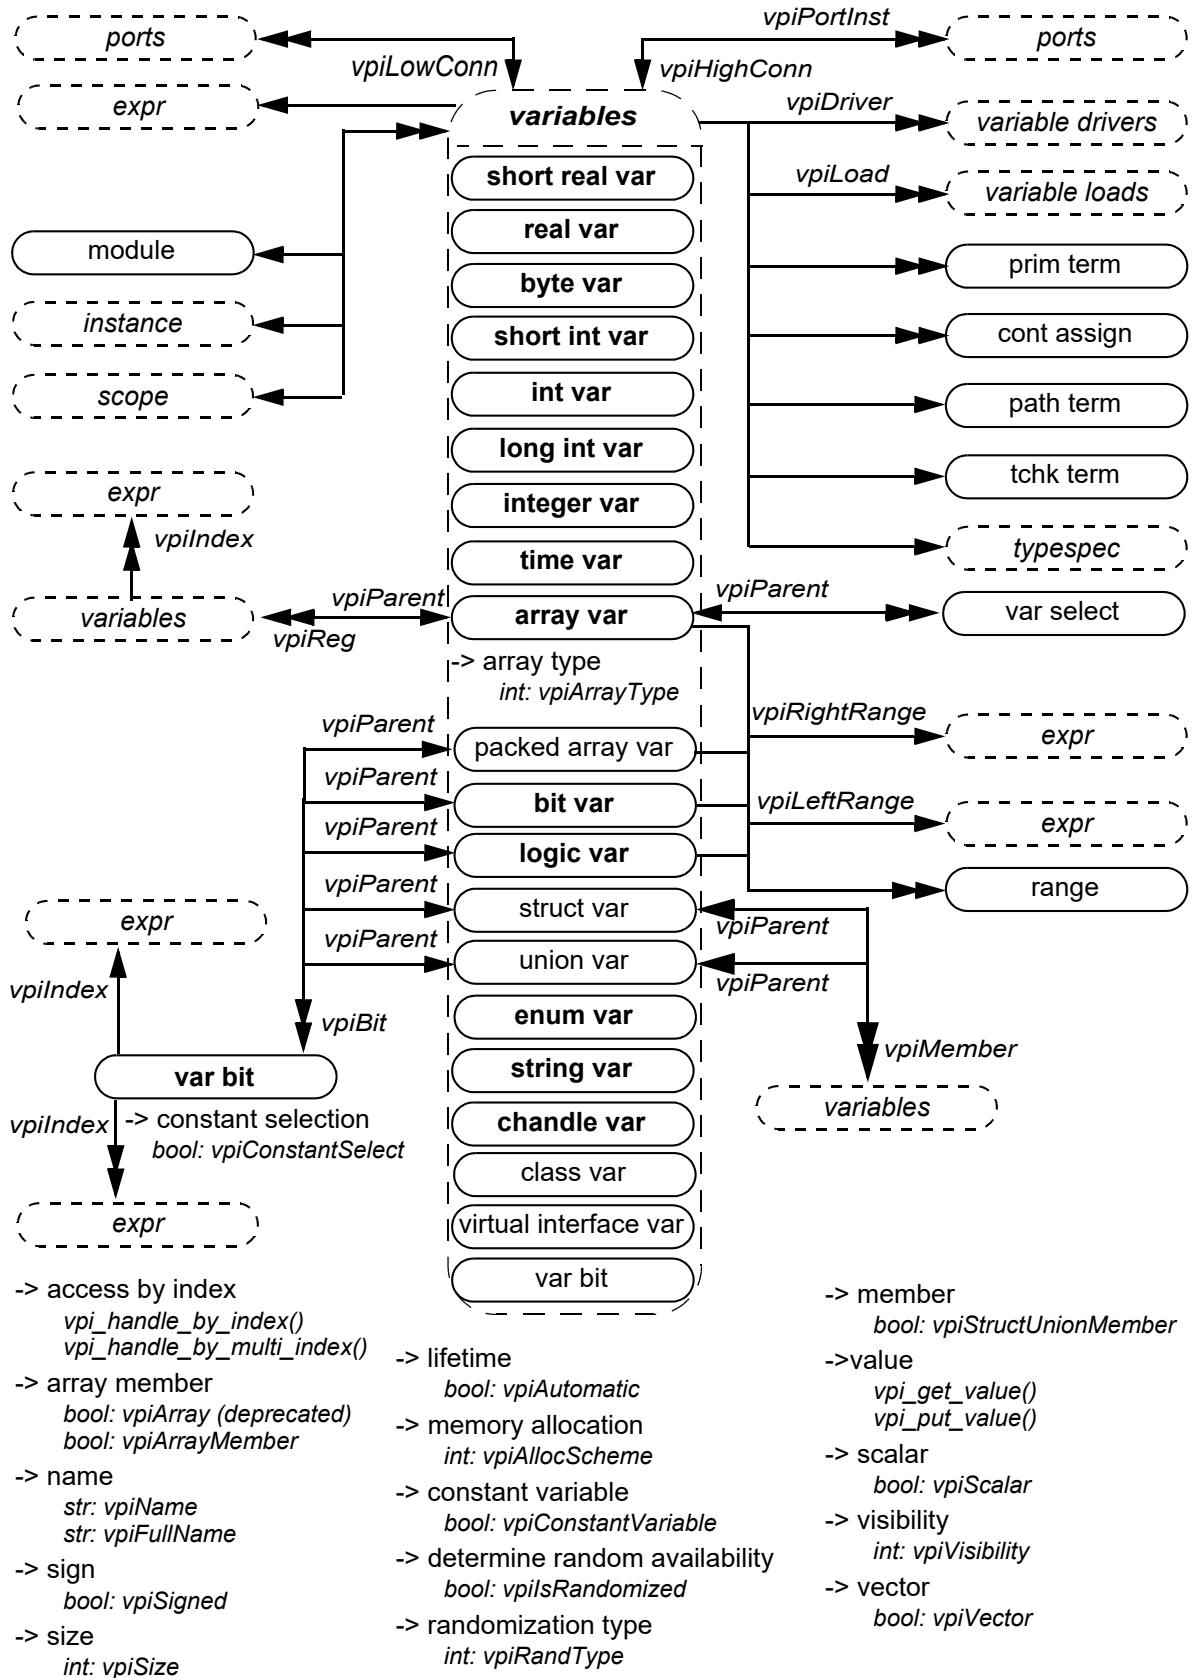 ports
vpiLowConn
vpiPortInst
vpiHighConn
ports
expr
variables
vpiDriver
variable drivers
short real var
vpiLoad
variable loads
module
real var
prim term
byte var
instance
short int var
cont assign
scope
int var
path term
long int var
tchk term
expr
integer var
vpiIndex
time var
typespec
variables
vpiParent
vpiReg
array var
vpiParent
var select
-> array type
int: vpiArrayType
vpiParent
packed array var
vpiRightRange
expr
vpiParent
bit var
vpiLeftRange
expr
vpiParent
logic var
range
vpiParent
struct var
vpiParent
expr
vpiParent
union var
vpiParent
vpiIndex
vpiBit
enum var
vpiMember
var bit
string var
variables
vpiIndex
-> constant selection
bool: vpiConstantSelect
chandle var
class var
expr
virtual interface var
var bit
-> access by index
vpi_handle_by_index()
vpi_handle_by_multi_index()
-> array member
bool: vpiArray (deprecated)
bool: vpiArrayMember
-> name
str: vpiName
str: vpiFullName
-> sign
bool: vpiSigned
-> size
int: vpiSize
-> lifetime
bool: vpiAutomatic
-> memory allocation
int: vpiAllocScheme
-> constant variable
bool: vpiConstantVariable
-> determine random availability
bool: vpiIsRandomized
-> randomization type
int: vpiRandType
-> member
bool: vpiStructUnionMember
->value
vpi_get_value()
vpi_put_value()
-> scalar
bool: vpiScalar
-> visibility
int: vpiVisibility
-> vector
bool: vpiVector